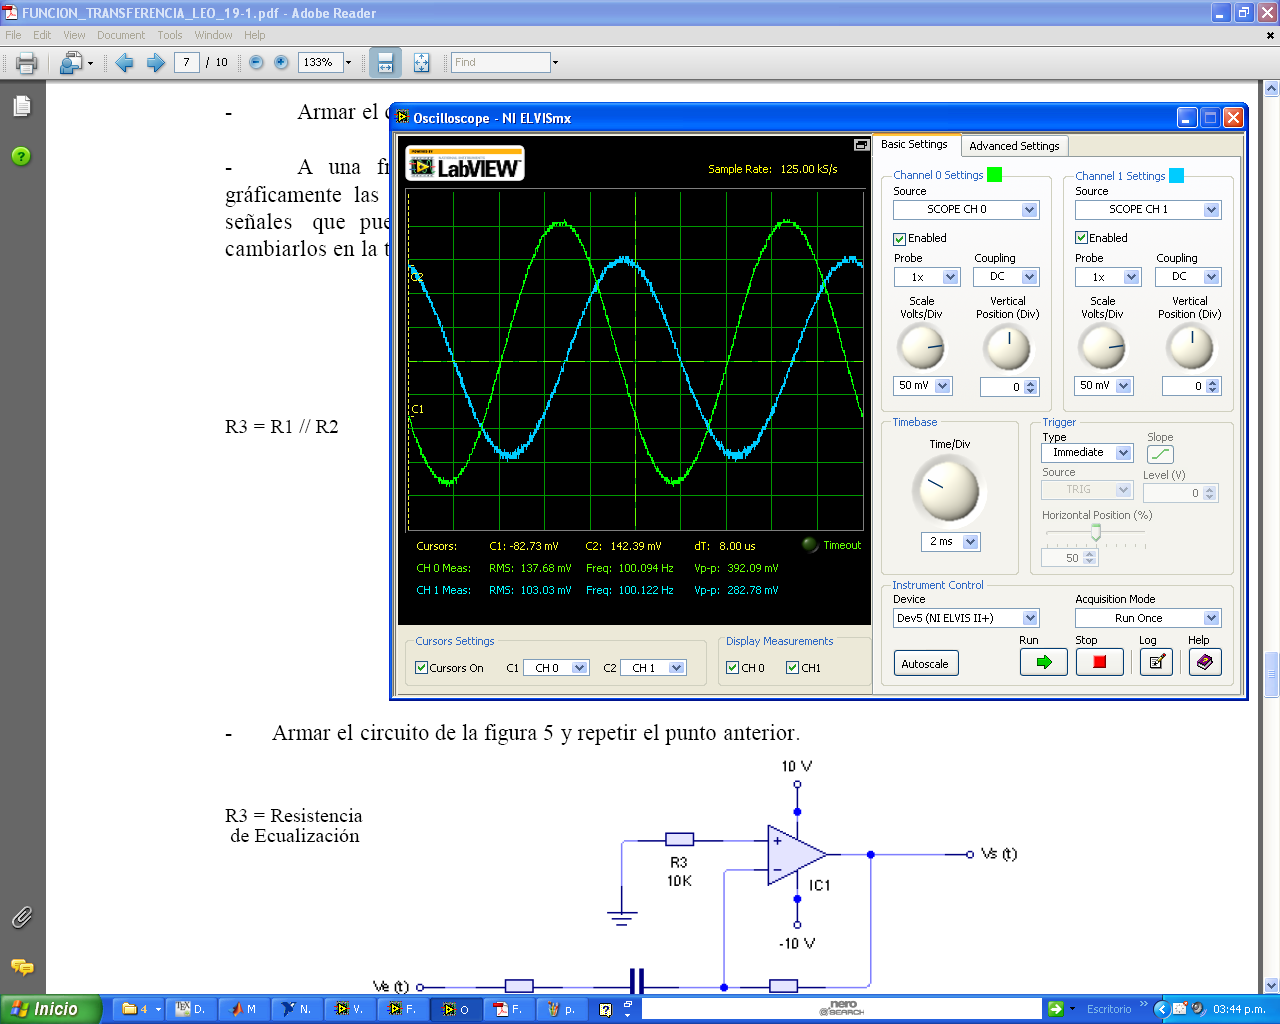 FUNCION_TRANSFERENCIA_LEO_19-1.pdf - Adobe Reader
File Edit View Document Tools Window Help
7 / 10 133% Find
- Armar el c
- A una fr
gráficamente las
señales que pue
cambiarlos en la t
R3 = R1 // R2
Oscilloscope - NI ELVISmx
POWERED BY
LabVIEW
Sample Rate: 125.00 kS/s
C2
C1
Cursors: C1: -82.73 mV C2: 142.39 mV dT: 8.00 us Timeout
CH 0 Meas: RMS: 137.68 mV Freq: 100.094 Hz Vp-p: 392.09 mV
CH 1 Meas: RMS: 103.03 mV Freq: 100.122 Hz Vp-p: 282.78 mV
Cursors Settings
Cursors On C1 CH 0 C2 CH 1
Display Measurements
CH 0 CH1
Basic Settings Advanced Settings
Channel 0 Settings
Source
SCOPE CH 0
Enabled
Probe Coupling
1x DC
Scale Vertical
Volts/Div Position (Div)
50 mV 0
Channel 1 Settings
Source
SCOPE CH 1
Enabled
Probe Coupling
1x DC
Scale Vertical
Volts/Div Position (Div)
50 mV 0
Timebase
Time/Div
2 ms
Trigger
Type Slope
Immediate
Source Level (V)
TRIG 0
Horizontal Position (%)
50
Instrument Control
Device Acquisition Mode
Dev5 (NI ELVIS II+) Run Once
Run Stop Log Help
Autoscale
- Armar el circuito de la figura 5 y repetir el punto anterior.
R3 = Resistencia
de Ecualización
10 V
+
R3
10K
-
IC1
Vs (t)
-10 V
Ve (t)
Inicio 4 D. M N. V. F. O F. p. nero SEARCH Escritorio » 03:44 p.m.